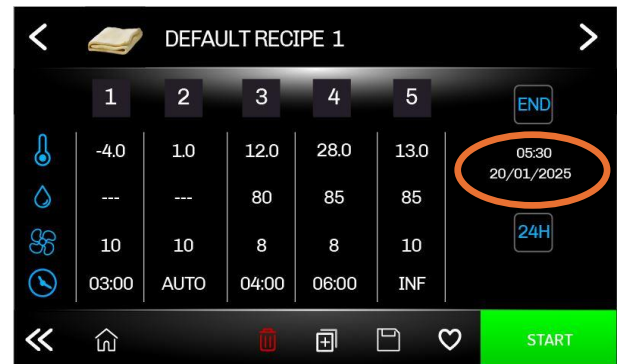 DEFAULT RECIPE 1
1 2 3 4 5 END
-4.0 1.0 12.0 28.0 13.0 05:30
20/01/2025
--- --- 80 85 85
10 10 8 8 10 24H
03:00 AUTO 04:00 06:00 INF
START